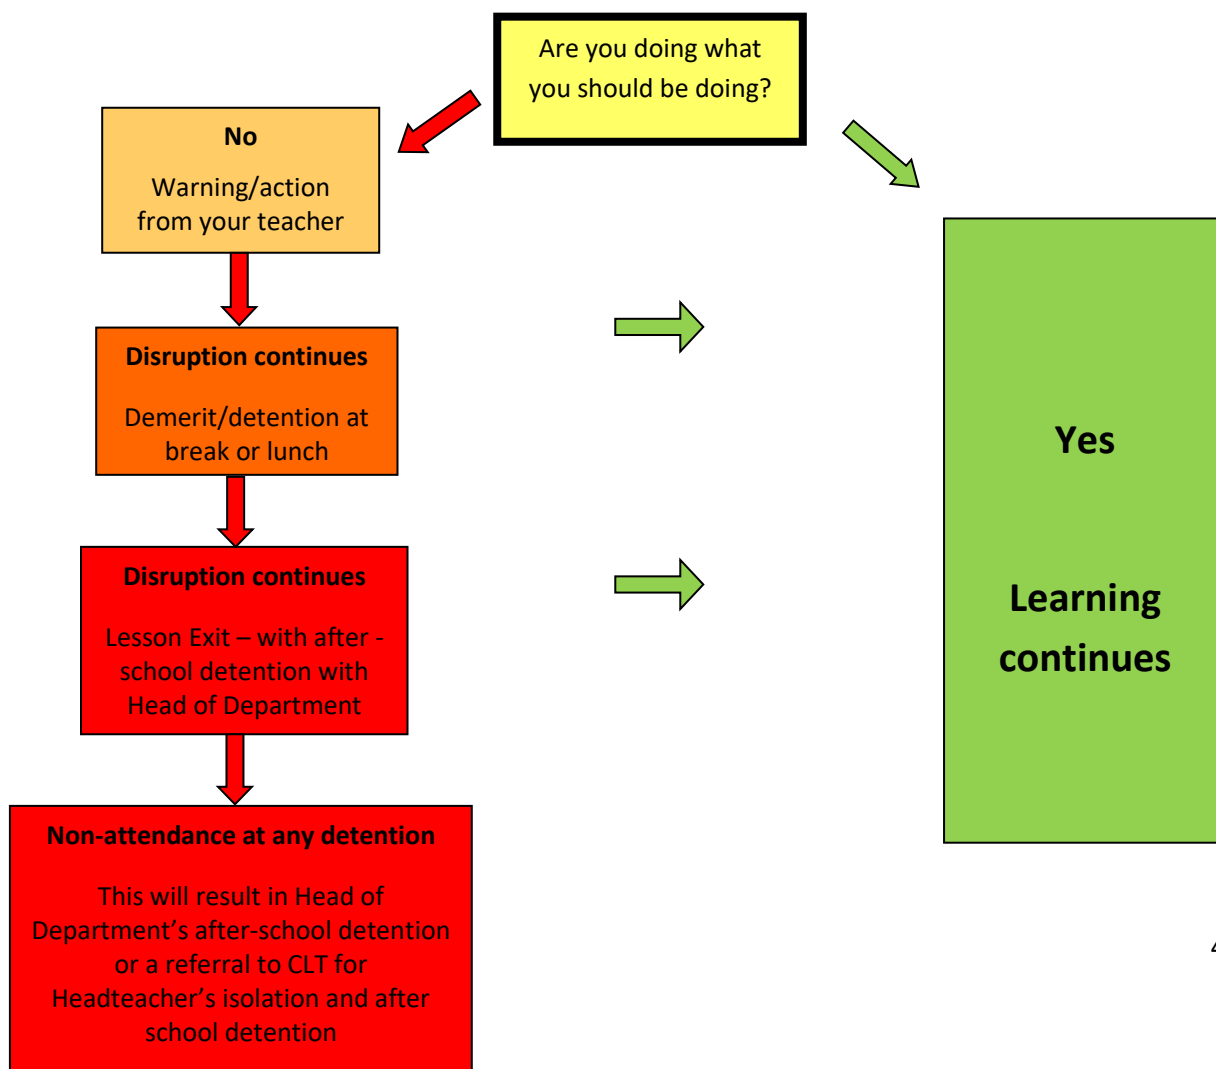 Are you doing what
you should be doing?
No
Warning/action
from your teacher
Disruption continues
Demerit/detention at
break or lunch
Disruption continues
Lesson Exit – with after -
school detention with
Head of Department
Non-attendance at any detention
This will result in Head of
Department’s after-school detention
or a referral to CLT for
Headteacher’s isolation and after
school detention
Yes
Learning
continues